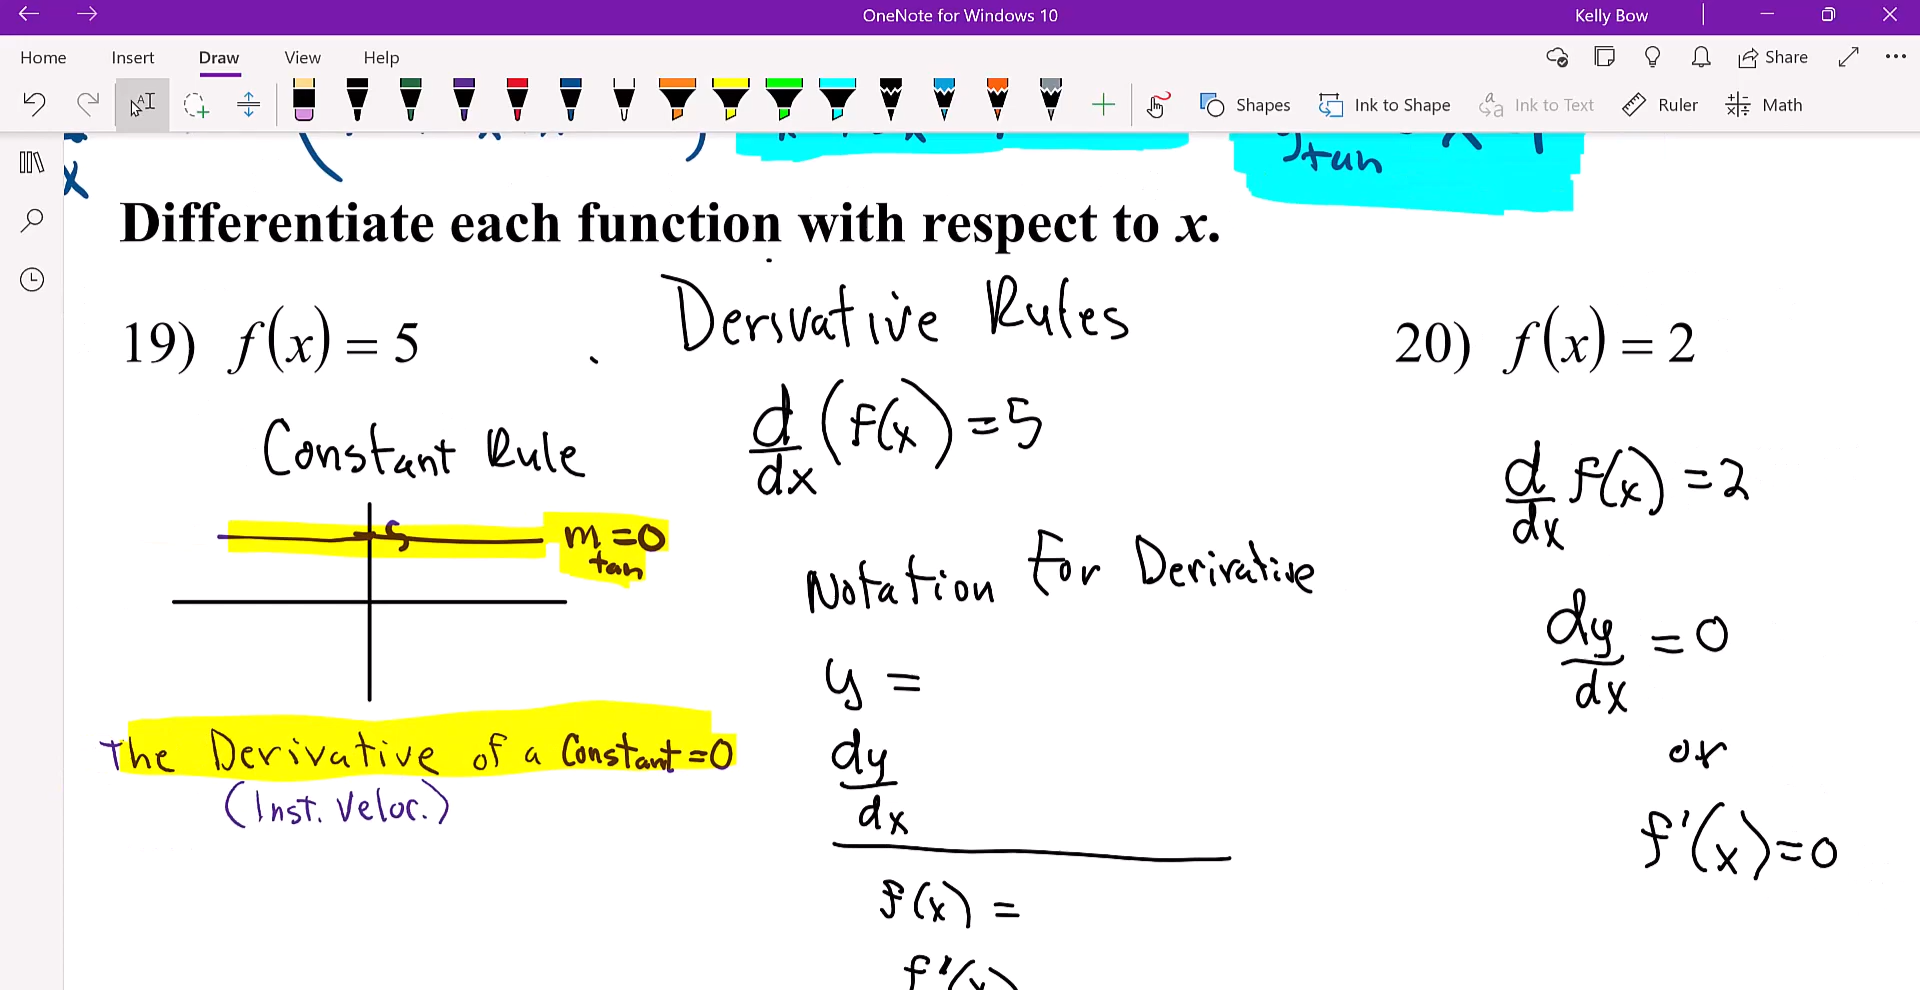 OneNote for Windows 10
Kelly Bow
Home Insert Draw View Help
Share
Shapes Ink to Shape Ink to Text Ruler Math
x
tan
Differentiate each function with respect to x.
19) f(x) = 5
Constant Rule
5
m = 0
tan
The Derivative of a Constant = 0
(Inst. Veloc.)
Derivative Rules
d/dx (f(x)) = 5
Notation For Derivative
y =
dy/dx
f(x) =
f'(x)
20) f(x) = 2
d/dx f(x) = 2
dy/dx = 0
or
f'(x) = 0